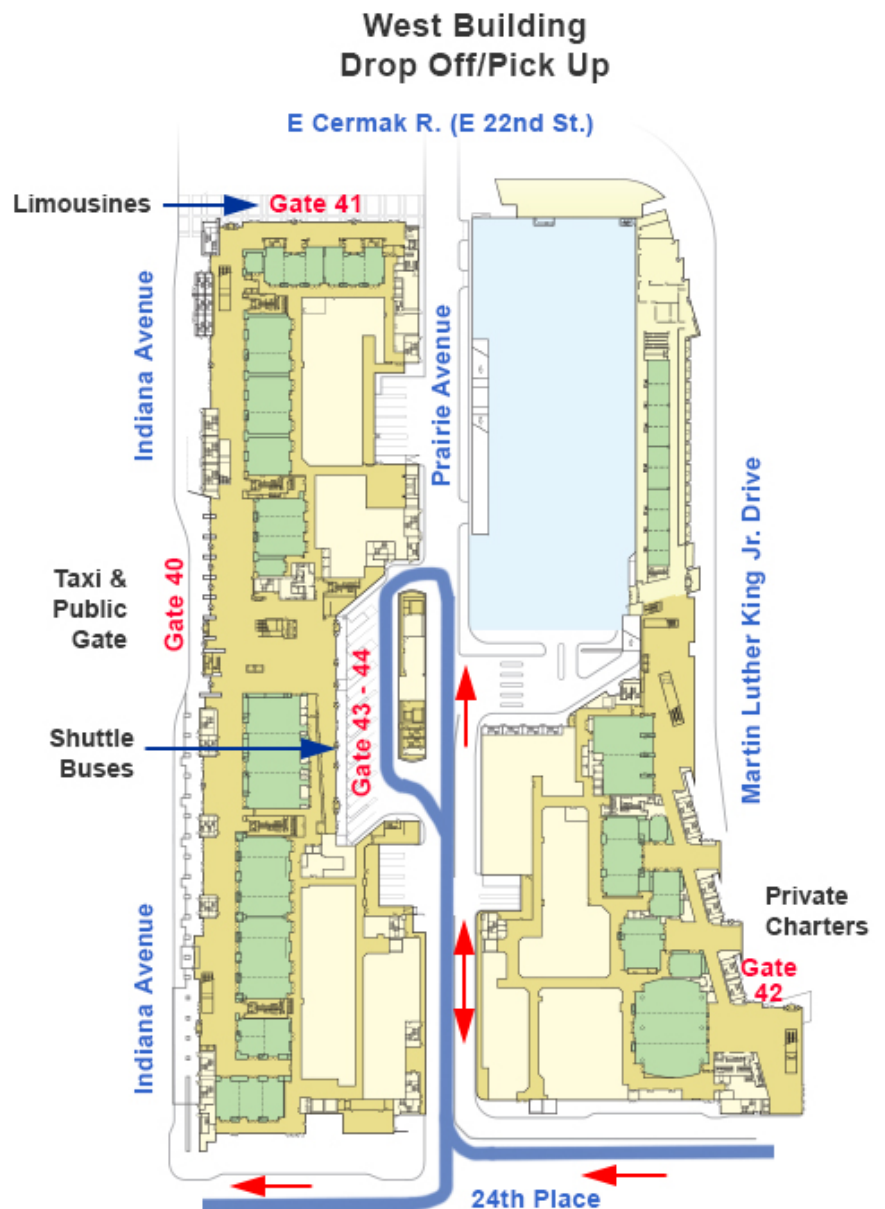 West Building
Drop Off/Pick Up
E Cermak R. (E 22nd St.)
Limousines
Gate 41
Indiana Avenue
Prairie Avenue
Martin Luther King Jr. Drive
Taxi &
Public
Gate
Gate 40
Gate 43 - 44
Shuttle
Buses
Indiana Avenue
Private
Charters
Gate
42
24th Place